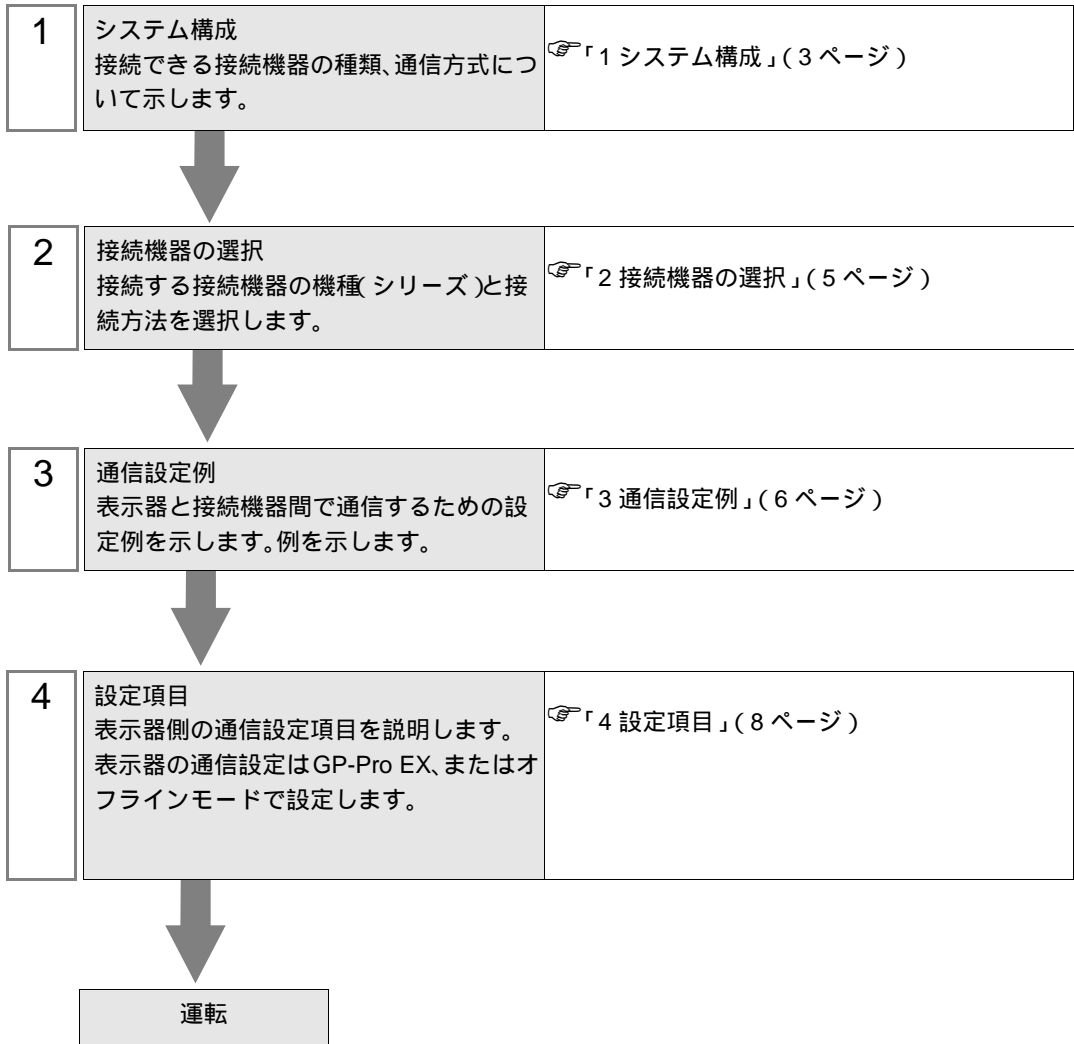 1
システム構成
接続できる接続機器の種類、通信方式につ
いて示します。
☞「1 システム構成」(3 ページ)
2
接続機器の選択
接続する接続機器の機種(シリーズ)と接
続方法を選択します。
☞「2 接続機器の選択」(5 ページ)
3
通信設定例
表示器と接続機器間で通信するための設
定例を示します。例を示します。
☞「3 通信設定例」(6 ページ)
4
設定項目
表示器側の通信設定項目を説明します。
表示器の通信設定はGP-Pro EX、またはオ
フラインモードで設定します。
☞「4 設定項目」(8 ページ)
運転